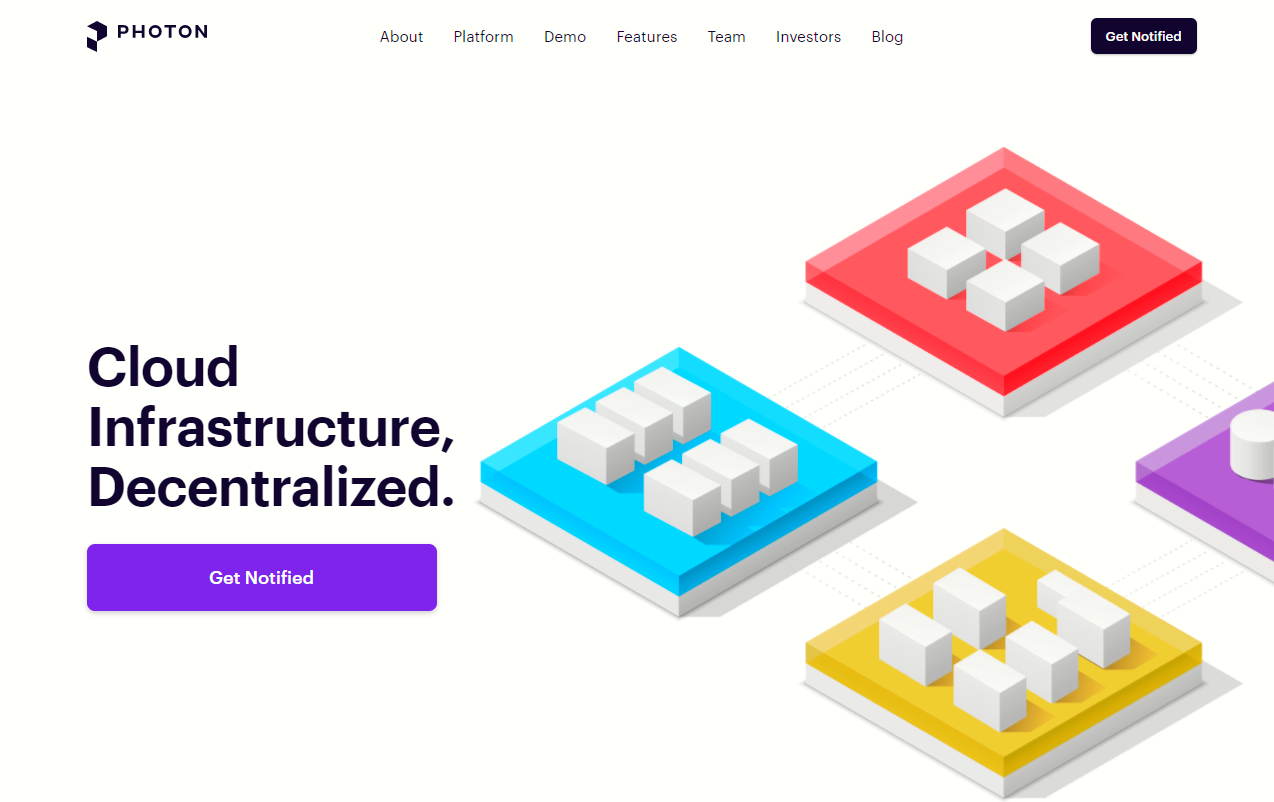 PHOTON
About
Platform
Demo
Features
Team
Investors
Blog
Get Notified
Cloud
Infrastructure,
Decentralized.
Get Notified